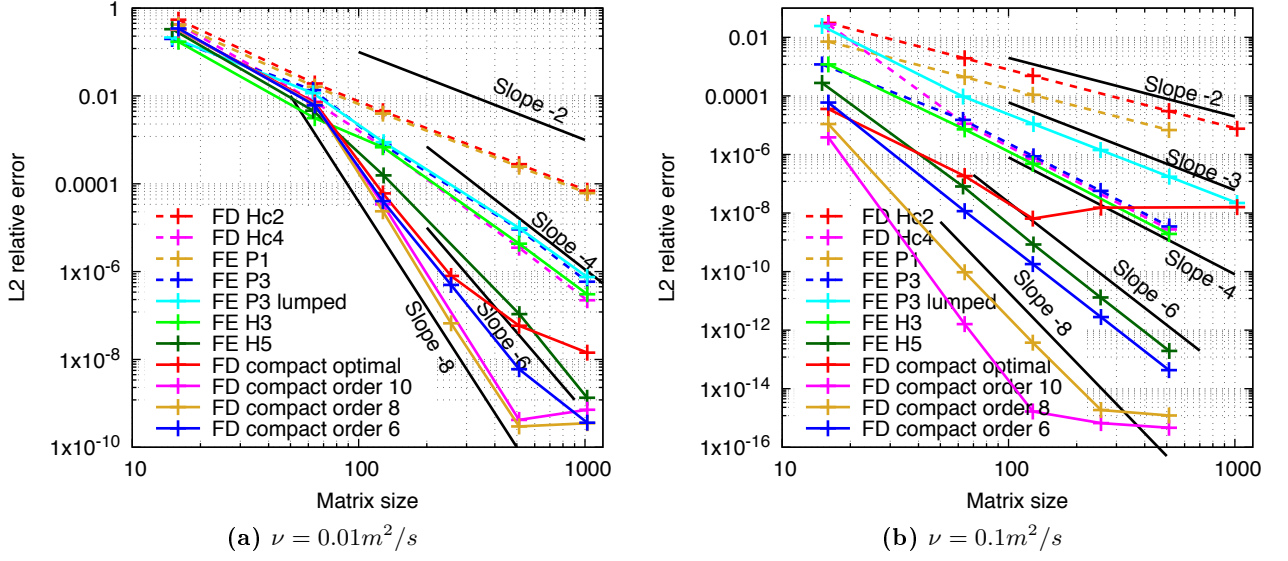 L2 relative error
1
0.01
0.0001
1x10^-6
1x10^-8
1x10^-10
10
100
1000
Matrix size
Slope -2
Slope -4
Slope -6
Slope -8
FD Hc2
FD Hc4
FE P1
FE P3
FE P3 lumped
FE H3
FE H5
FD compact optimal
FD compact order 10
FD compact order 8
FD compact order 6
(a) ν = 0.01m²/s
L2 relative error
0.01
0.0001
1x10^-6
1x10^-8
1x10^-10
1x10^-12
1x10^-14
1x10^-16
10
100
1000
Matrix size
Slope -2
Slope -3
Slope -4
Slope -6
Slope -8
FD Hc2
FD Hc4
FE P1
FE P3
FE P3 lumped
FE H3
FE H5
FD compact optimal
FD compact order 10
FD compact order 8
FD compact order 6
(b) ν = 0.1m²/s